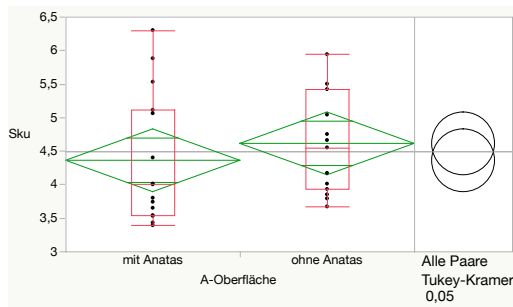 6,5
6
5,5
5
Sku
4,5
4
3,5
3
mit Anatas
ohne Anatas
A-Oberfläche
Alle Paare
Tukey-Kramer
0,05